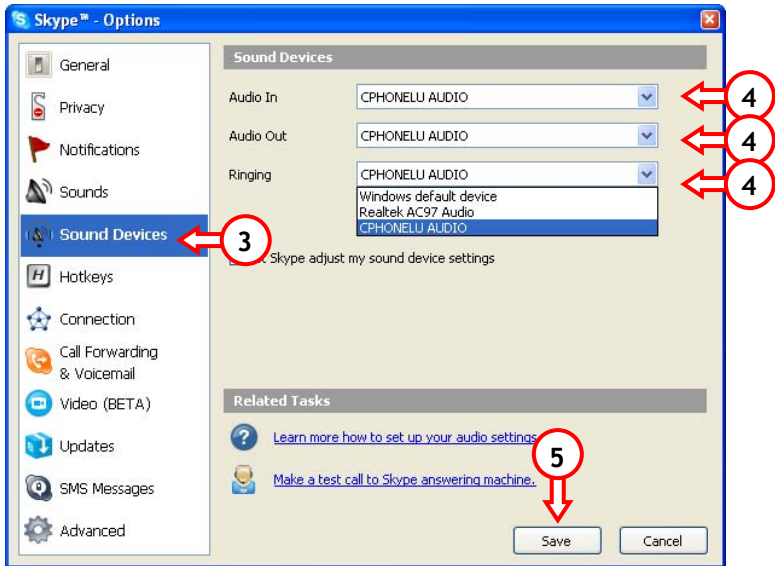 Skype™ - Options
General
Privacy
Notifications
Sounds
Sound Devices
3
Hotkeys
Connection
Call Forwarding
& Voicemail
Video (BETA)
Updates
SMS Messages
Advanced
Sound Devices
Audio In
CPHONELU AUDIO
4
Audio Out
CPHONELU AUDIO
4
Ringing
CPHONELU AUDIO
4
Windows default device
Realtek AC97 Audio
CPHONELU AUDIO
Skype adjust my sound device settings
Related Tasks
Learn more how to set up your audio settings
Make a test call to Skype answering machine.
5
Save
Cancel